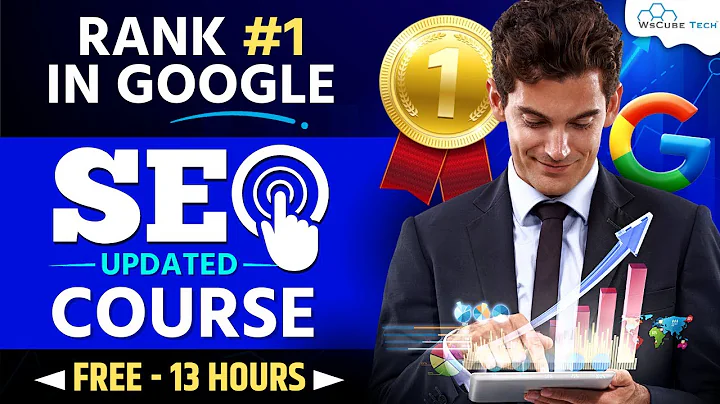 RANK #1
IN GOOGLE
WsCube Tech
1
G
SEO
UPDATED
COURSE
FREE - 13 HOURS